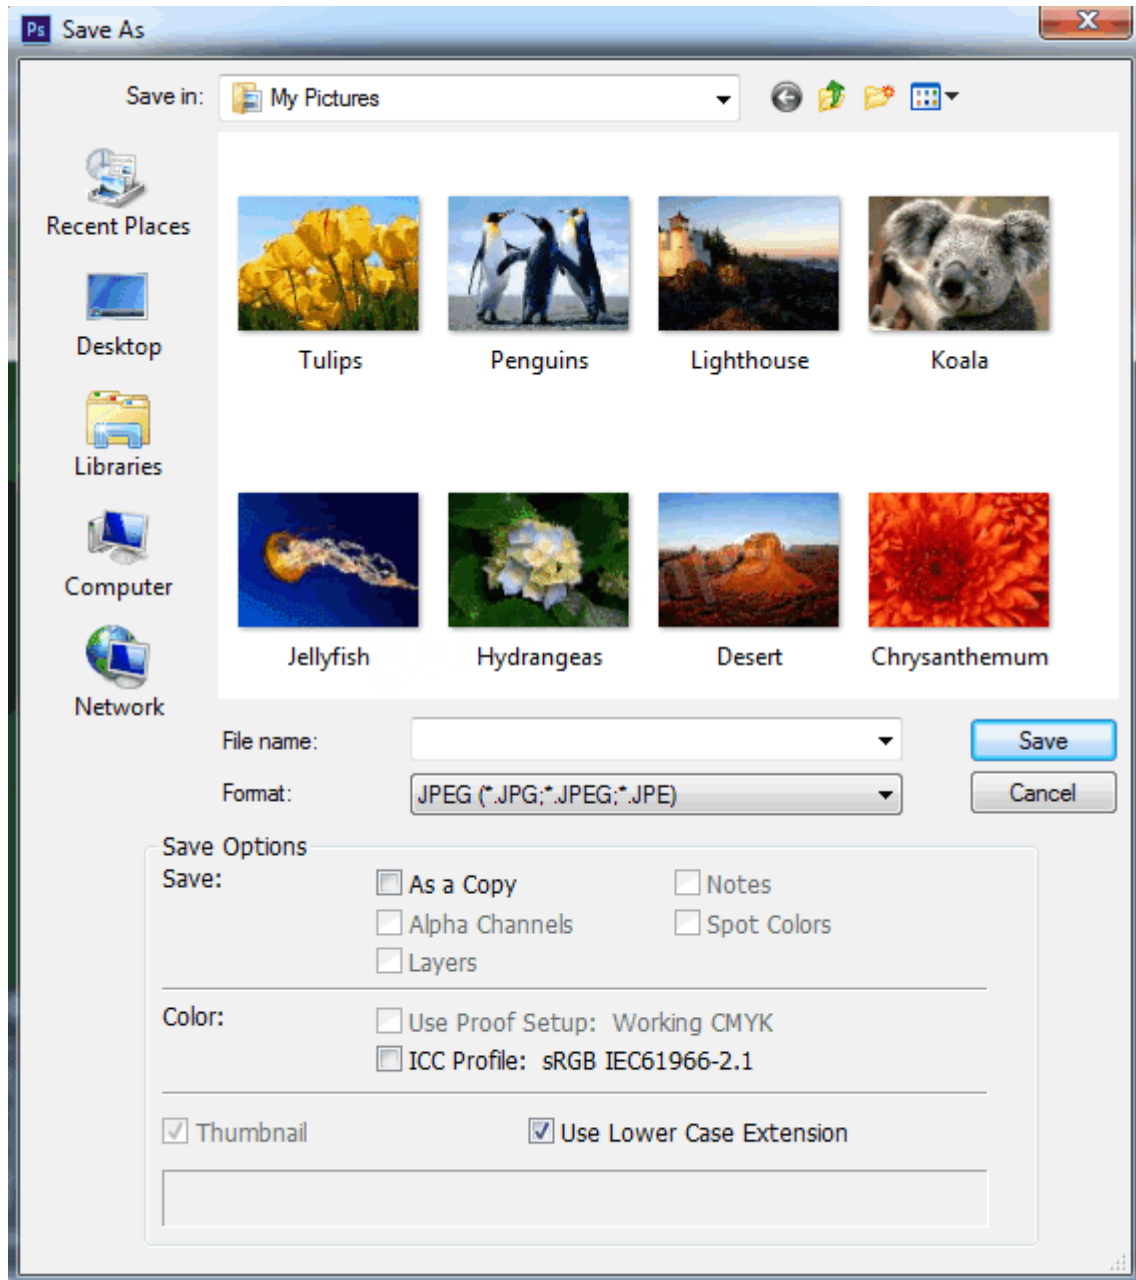 Ps Save As
Save in: My Pictures
Recent Places
Desktop
Libraries
Computer
Network
Tulips Penguins Lighthouse Koala
Jellyfish Hydrangeas Desert Chrysanthemum
File name: Save
Format: JPEG (*.JPG;*.JPEG;*.JPE) Cancel
Save Options
Save: As a Copy Notes
Alpha Channels Spot Colors
Layers
Color: Use Proof Setup: Working CMYK
ICC Profile: sRGB IEC61966-2.1
Thumbnail Use Lower Case Extension